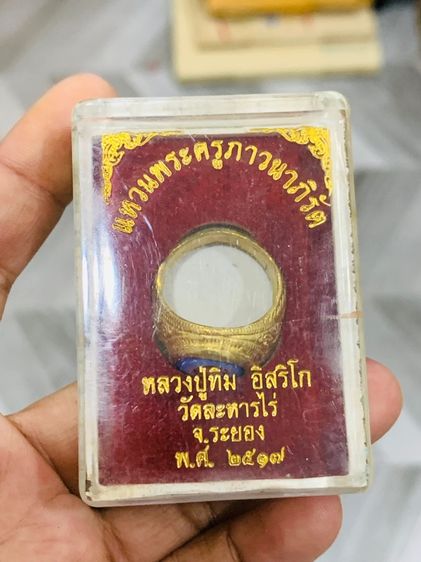 แหวนพระครูภาวนาภิรัต
หลวงปู่ทิม อิสริโก
วัดละหารไร่
จ.ระยอง
พ.ศ. ๒๕๑๗